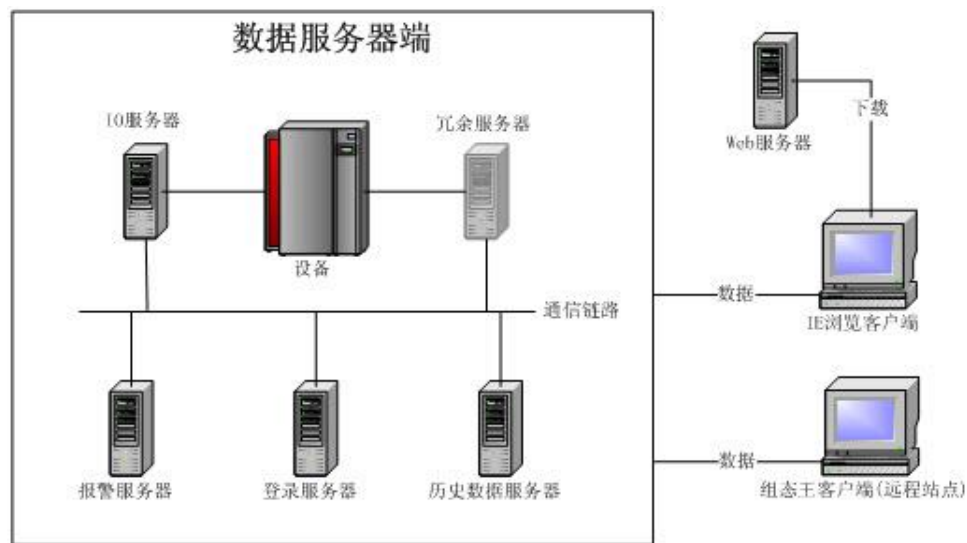 数据服务器端
IO服务器
冗余服务器
设备
通信链路
报警服务器
登录服务器
历史数据服务器
Web服务器
下载
数据
IE浏览客户端
数据
组态王客户端(远程站点)